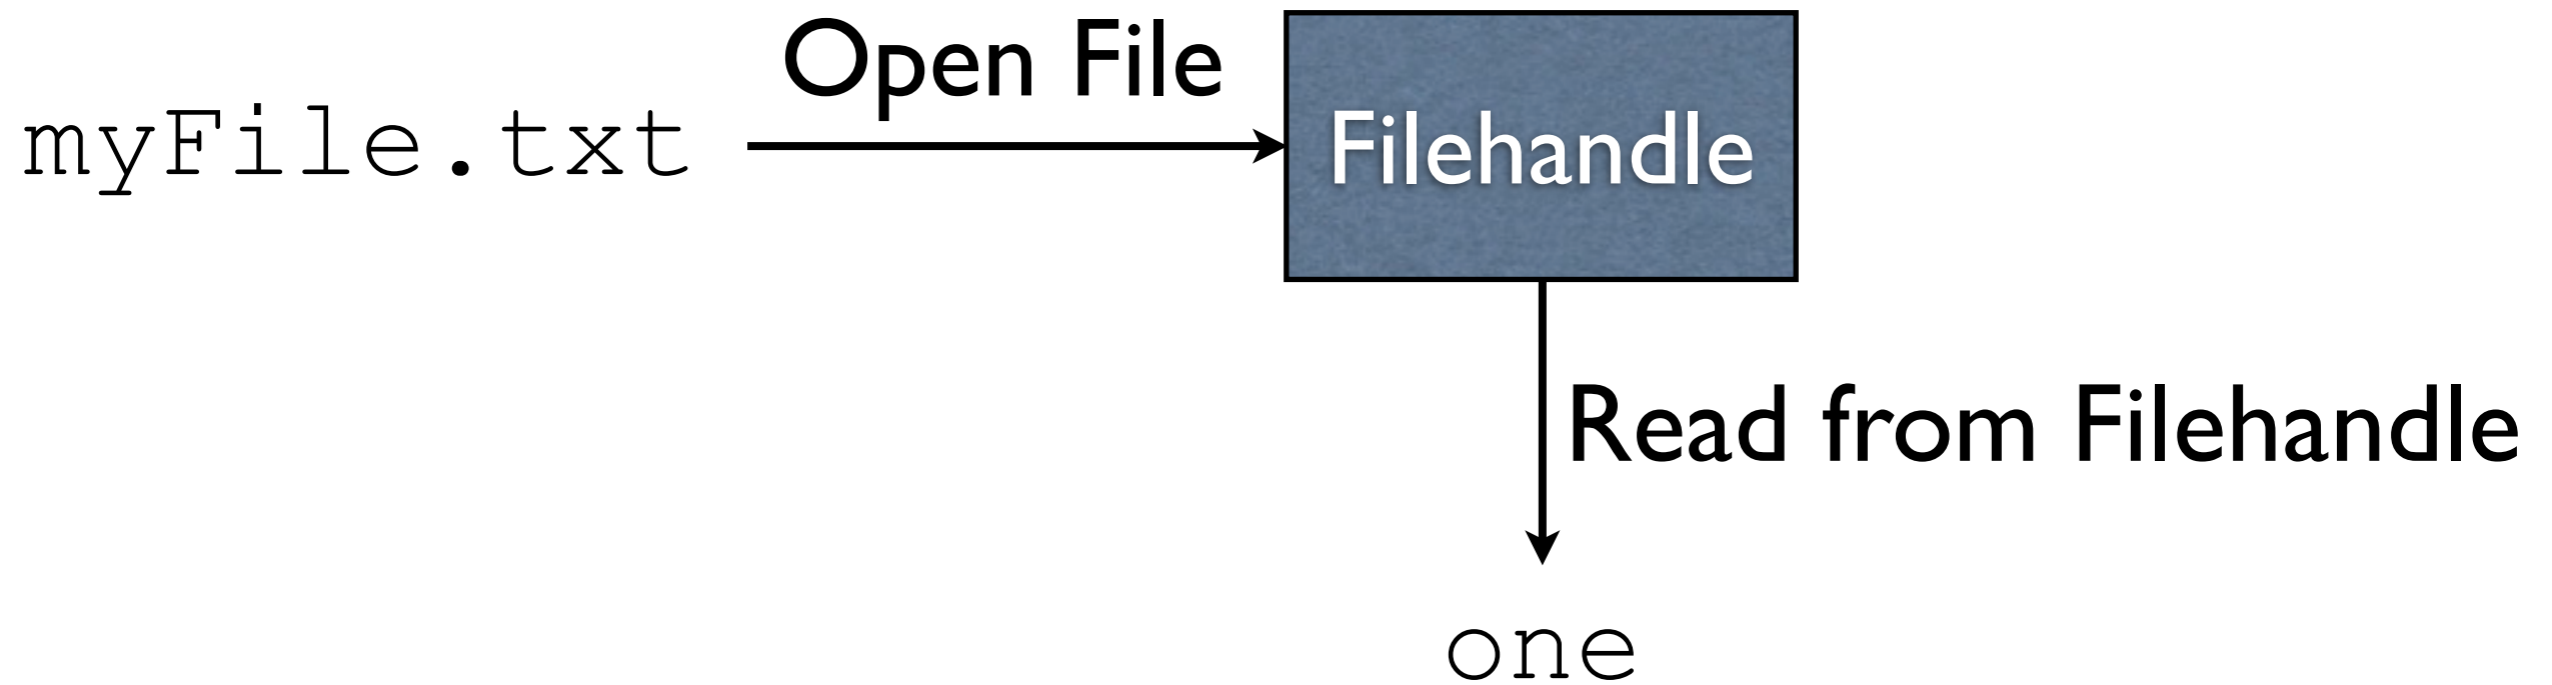 Open File
myFile.txt
Filehandle
Read from Filehandle
one